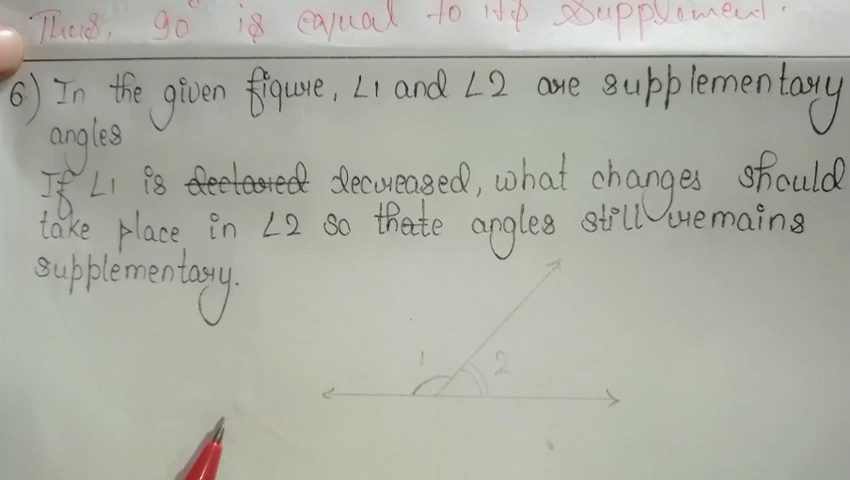 Thus, 90° is equal to its Supplement.
6) In the given figure, ∠1 and ∠2 are supplementary
angles
If ∠1 is declared decreased, what changes should
take place in ∠2 so thate angles still remains
supplementary.
1 2